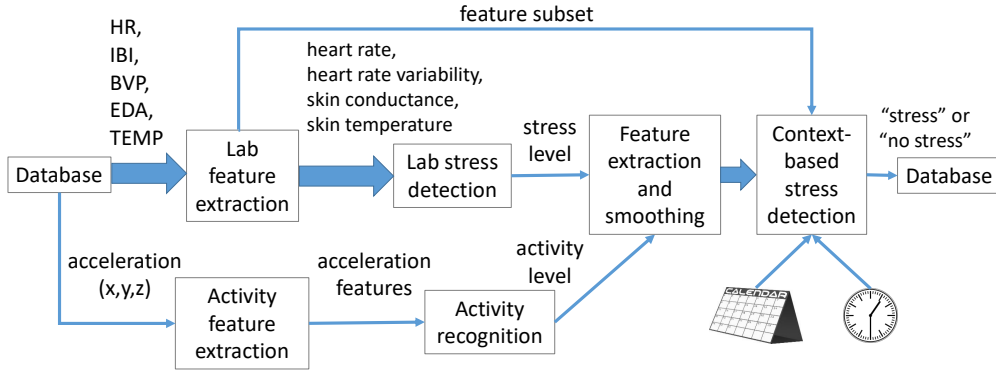 feature subset
HR,
IBI,
BVP,
EDA,
TEMP
heart rate,
heart rate variability,
skin conductance,
skin temperature
stress
level
“stress” or
“no stress”
Database
Lab
feature
extraction
Lab stress
detection
Feature
extraction
and
smoothing
Context-
based
stress
detection
Database
acceleration
(x,y,z)
acceleration
features
activity
level
Activity
feature
extraction
Activity
recognition
CALENDAR